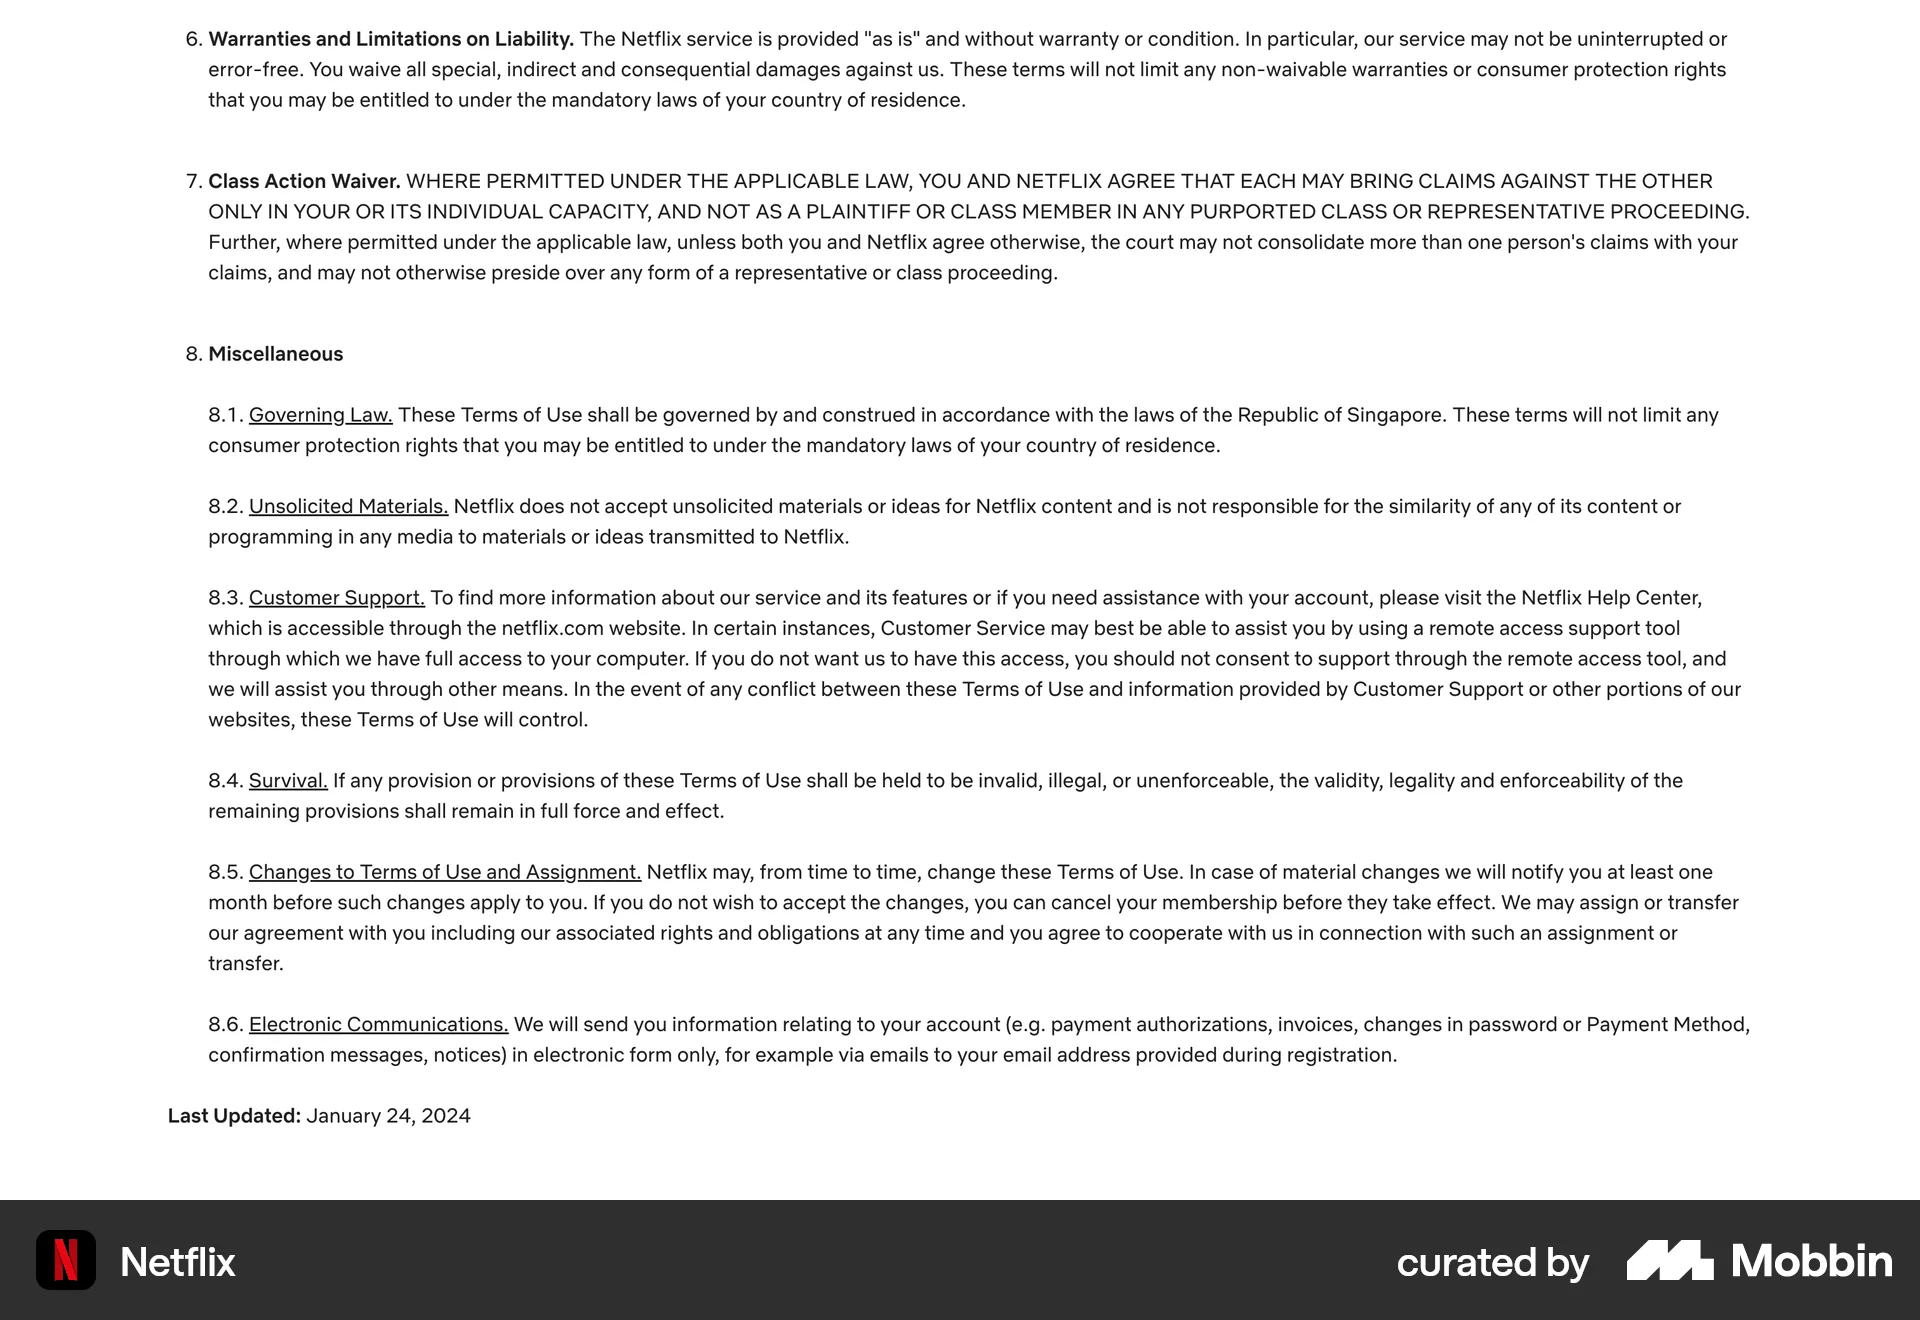 6. Warranties and Limitations on Liability. The Netflix service is provided "as is" and without warranty or condition. In particular, our service may not be uninterrupted or
error-free. You waive all special, indirect and consequential damages against us. These terms will not limit any non-waivable warranties or consumer protection rights
that you may be entitled to under the mandatory laws of your country of residence.
7. Class Action Waiver. WHERE PERMITTED UNDER THE APPLICABLE LAW, YOU AND NETFLIX AGREE THAT EACH MAY BRING CLAIMS AGAINST THE OTHER
ONLY IN YOUR OR ITS INDIVIDUAL CAPACITY, AND NOT AS A PLAINTIFF OR CLASS MEMBER IN ANY PURPORTED CLASS OR REPRESENTATIVE PROCEEDING.
Further, where permitted under the applicable law, unless both you and Netflix agree otherwise, the court may not consolidate more than one person's claims with your
claims, and may not otherwise preside over any form of a representative or class proceeding.
8. Miscellaneous
8.1. Governing Law. These Terms of Use shall be governed by and construed in accordance with the laws of the Republic of Singapore. These terms will not limit any
consumer protection rights that you may be entitled to under the mandatory laws of your country of residence.
8.2. Unsolicited Materials. Netflix does not accept unsolicited materials or ideas for Netflix content and is not responsible for the similarity of any of its content or
programming in any media to materials or ideas transmitted to Netflix.
8.3. Customer Support. To find more information about our service and its features or if you need assistance with your account, please visit the Netflix Help Center,
which is accessible through the netflix.com website. In certain instances, Customer Service may best be able to assist you by using a remote access support tool
through which we have full access to your computer. If you do not want us to have this access, you should not consent to support through the remote access tool, and
we will assist you through other means. In the event of any conflict between these Terms of Use and information provided by Customer Support or other portions of our
websites, these Terms of Use will control.
8.4. Survival. If any provision or provisions of these Terms of Use shall be held to be invalid, illegal, or unenforceable, the validity, legality and enforceability of the
remaining provisions shall remain in full force and effect.
8.5. Changes to Terms of Use and Assignment. Netflix may, from time to time, change these Terms of Use. In case of material changes we will notify you at least one
month before such changes apply to you. If you do not wish to accept the changes, you can cancel your membership before they take effect. We may assign or transfer
our agreement with you including our associated rights and obligations at any time and you agree to cooperate with us in connection with such an assignment or
transfer.
8.6. Electronic Communications. We will send you information relating to your account (e.g. payment authorizations, invoices, changes in password or Payment Method,
confirmation messages, notices) in electronic form only, for example via emails to your email address provided during registration.
Last Updated: January 24, 2024
N Netflix
curated by Mobbin